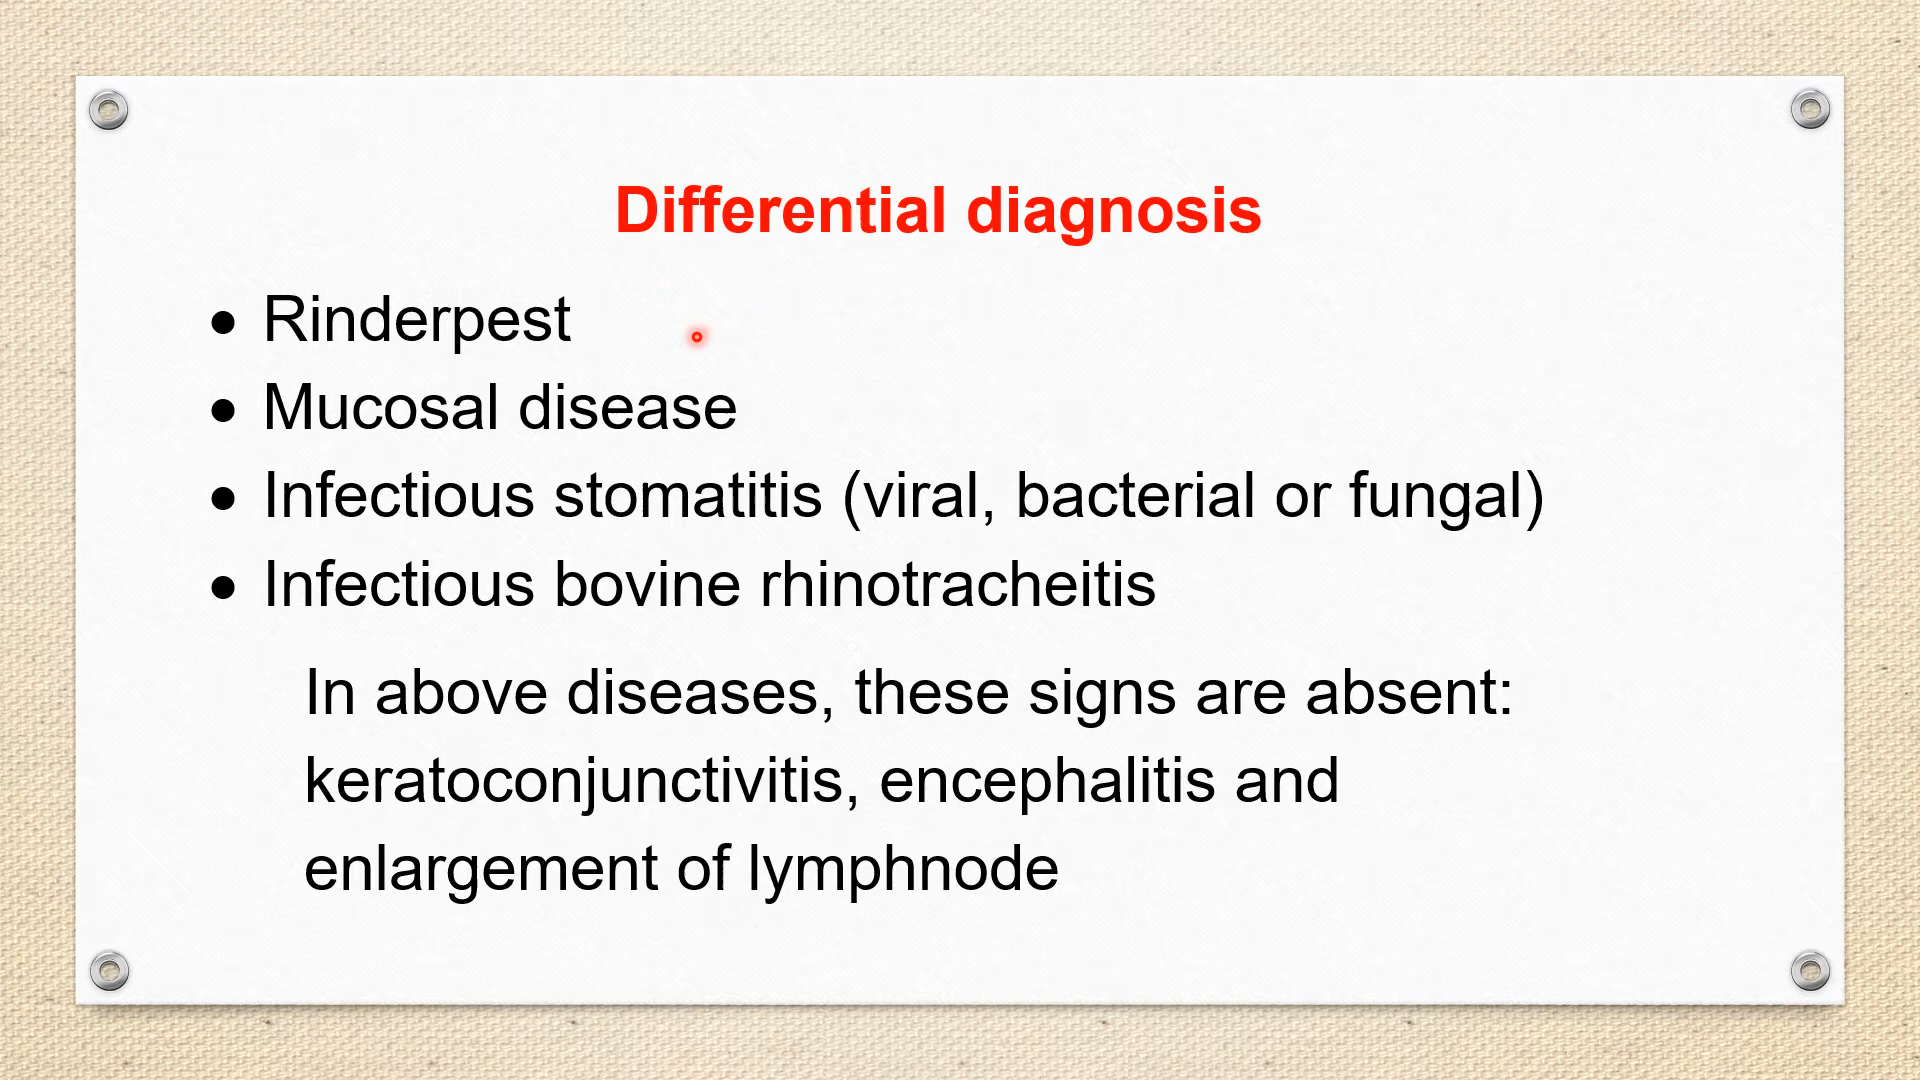 Differential diagnosis
• Rinderpest
• Mucosal disease
• Infectious stomatitis (viral, bacterial or fungal)
• Infectious bovine rhinotracheitis
In above diseases, these signs are absent:
keratoconjunctivitis, encephalitis and
enlargement of lymphnode